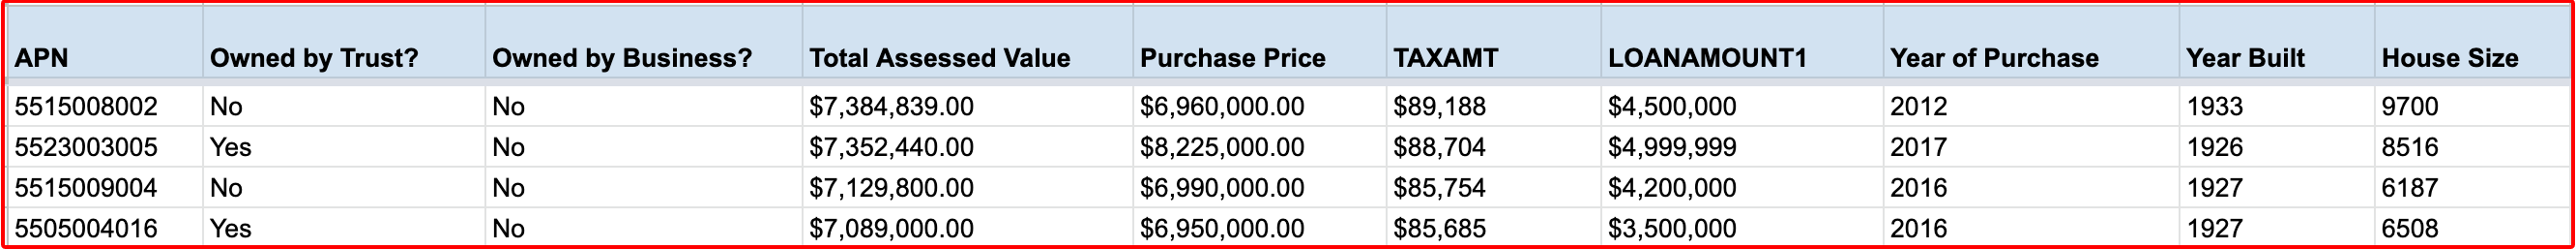 APN Owned by Trust? Owned by Business? Total Assessed Value Purchase Price TAXAMT LOANAMOUNT1 Year of Purchase Year Built House Size
5515008002 No No $7,384,839.00 $6,960,000.00 $89,188 $4,500,000 2012 1933 9700
5523003005 Yes No $7,352,440.00 $8,225,000.00 $88,704 $4,999,999 2017 1926 8516
5515009004 No No $7,129,800.00 $6,990,000.00 $85,754 $4,200,000 2016 1927 6187
5505004016 Yes No $7,089,000.00 $6,950,000.00 $85,685 $3,500,000 2016 1927 6508